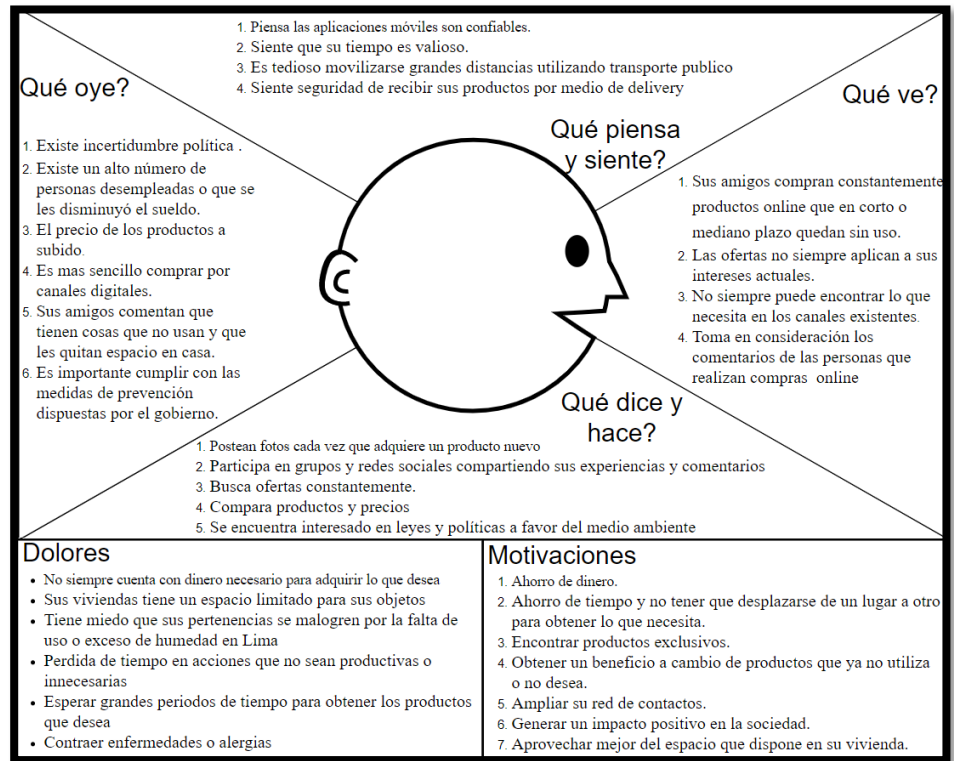 1. Piensa las aplicaciones móviles son confiables.
2. Siente que su tiempo es valioso.
3. Es tedioso movilizarse grandes distancias utilizando transporte publico
4. Siente seguridad de recibir sus productos por medio de delivery
Qué piensa
y siente?
Qué oye?
1. Existe incertidumbre política .
2. Existe un alto número de
personas desempleadas o que se
les disminuyó el sueldo.
3. El precio de los productos a
subido.
4. Es mas sencillo comprar por
canales digitales.
5. Sus amigos comentan que
tienen cosas que no usan y que
les quitan espacio en casa.
6. Es importante cumplir con las
medidas de prevención
dispuestas por el gobierno.
Qué ve?
1. Sus amigos compran constantemente
productos online que en corto o
mediano plazo quedan sin uso.
2. Las ofertas no siempre aplican a sus
intereses actuales.
3. No siempre puede encontrar lo que
necesita en los canales existentes.
4. Toma en consideración los
comentarios de las personas que
realizan compras online
Qué dice y
hace?
1. Postean fotos cada vez que adquiere un producto nuevo
2. Participa en grupos y redes sociales compartiendo sus experiencias y comentarios
3. Busca ofertas constantemente.
4. Compara productos y precios
5. Se encuentra interesado en leyes y políticas a favor del medio ambiente
Dolores
• No siempre cuenta con dinero necesario para adquirir lo que desea
• Sus viviendas tiene un espacio limitado para sus objetos
• Tiene miedo que sus pertenencias se malogren por la falta de
uso o exceso de humedad en Lima
• Perdida de tiempo en acciones que no sean productivas o
innecesarias
• Esperar grandes periodos de tiempo para obtener los productos
que desea
• Contraer enfermedades o alergias
Motivaciones
1. Ahorro de dinero.
2. Ahorro de tiempo y no tener que desplazarse de un lugar a otro
para obtener lo que necesita.
3. Encontrar productos exclusivos.
4. Obtener un beneficio a cambio de productos que ya no utiliza
o no desea.
5. Ampliar su red de contactos.
6. Generar un impacto positivo en la sociedad.
7. Aprovechar mejor del espacio que dispone en su vivienda.